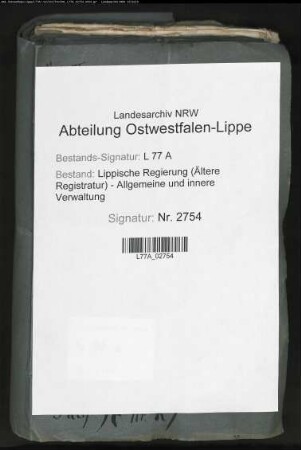 Landesarchiv NRW
Abteilung Ostwestfalen-Lippe
Bestands-Signatur: L 77 A
Bestand: Lippische Regierung (Ältere
Registratur) - Allgemeine und innere
Verwaltung
Signatur: Nr. 2754
L77A_02754